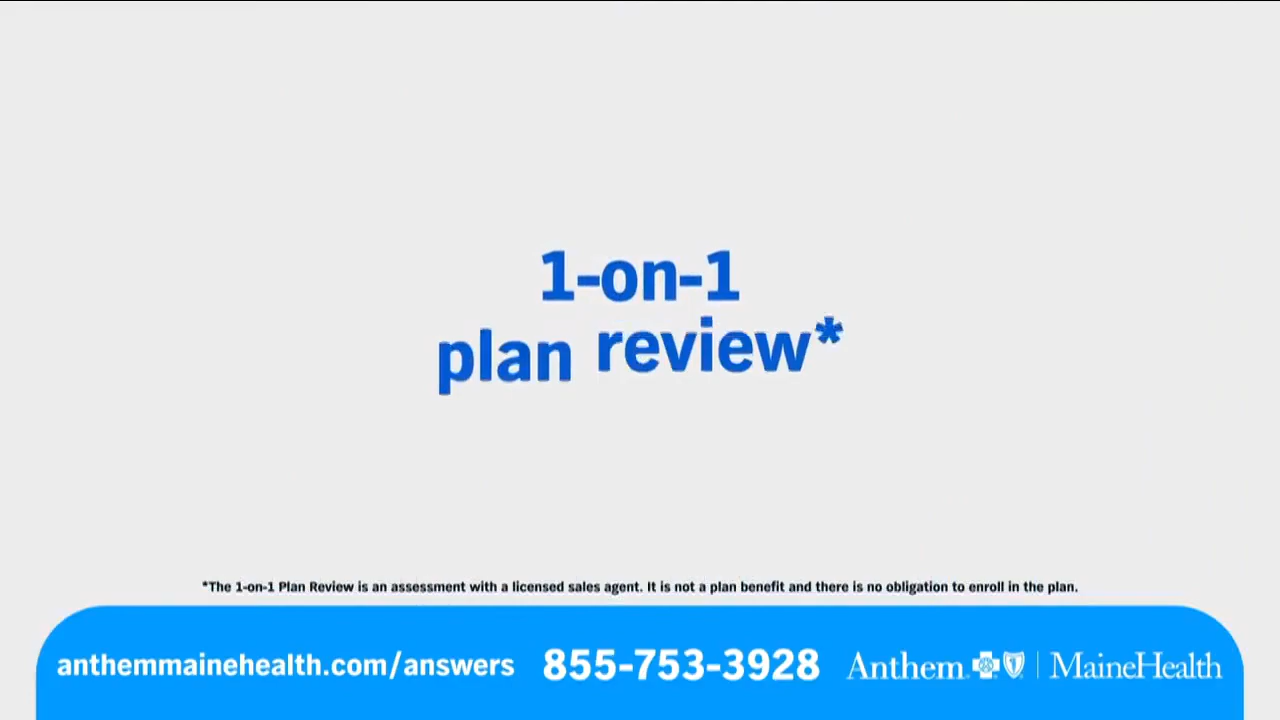 1-on-1
plan review*
*The 1-on-1 Plan Review is an assessment with a licensed sales agent. It is not a plan benefit and there is no obligation to enroll in the plan.
anthemmainehealth.com/answers 855-753-3928 Anthem MaineHealth